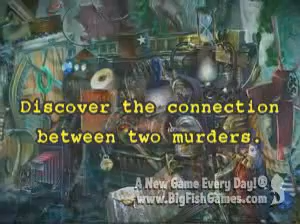 Discover the connection
between two murders.
A New Game Every Day!®
www.BigFishGames.com